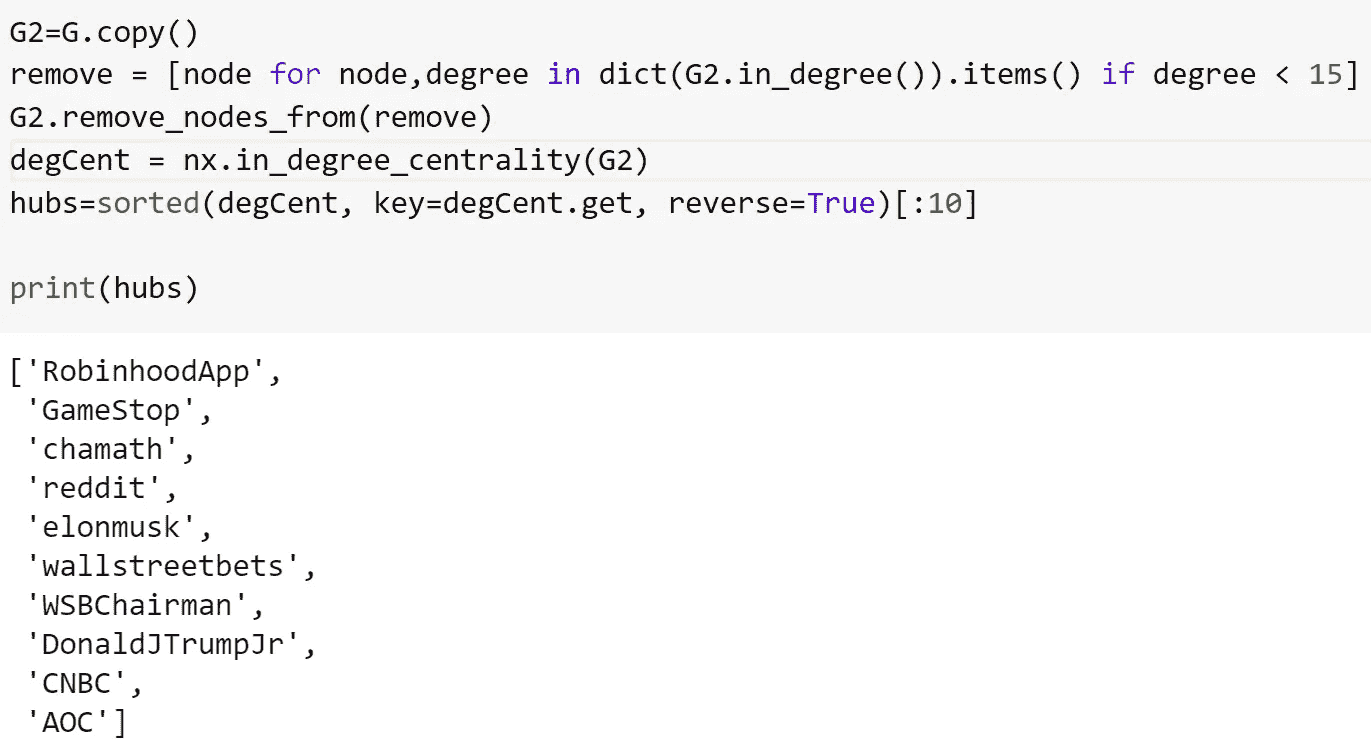 G2=G.copy()
remove = [node for node,degree in dict(G2.in_degree()).items() if degree < 15]
G2.remove_nodes_from(remove)
degCent = nx.in_degree_centrality(G2)
hubs=sorted(degCent, key=degCent.get, reverse=True)[:10]
print(hubs)
['RobinhoodApp',
'GameStop',
'chamath',
'reddit',
'elonmusk',
'wallstreetbets',
'WSBChairman',
'DonaldJTrumpJr',
'CNBC',
'AOC']